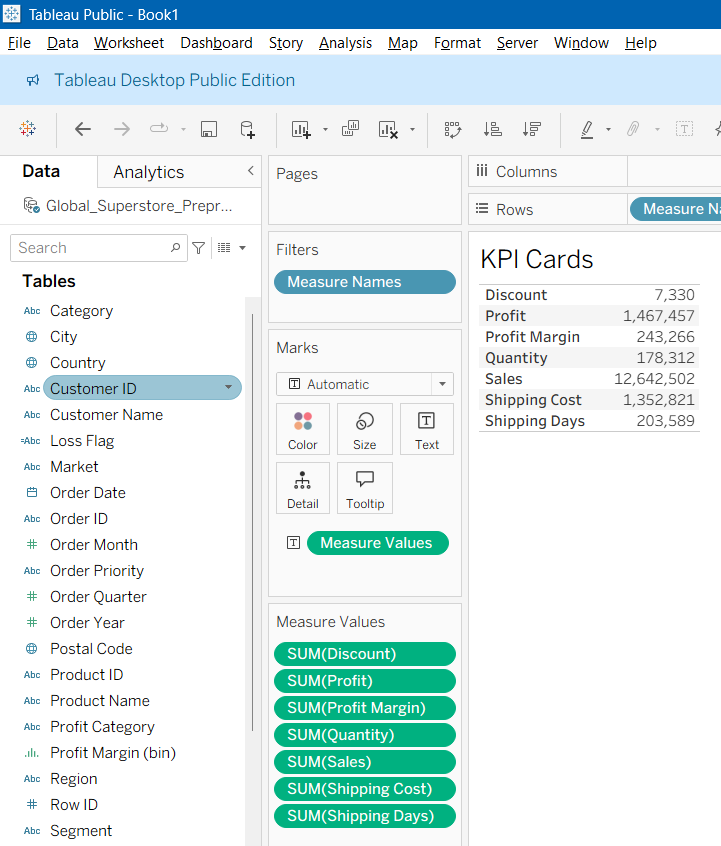 Tableau Public - Book1
File Data Worksheet Dashboard Story Analysis Map Format Server Window Help
Tableau Desktop Public Edition
Data Analytics
Global_Superstore_Prepr...
Search
Tables
Abc Category
City
Country
Abc Customer ID
Abc Customer Name
=Abc Loss Flag
Abc Market
Order Date
Abc Order ID
# Order Month
Abc Order Priority
# Order Quarter
# Order Year
Postal Code
Abc Product ID
Abc Product Name
Abc Profit Category
Profit Margin (bin)
Abc Region
# Row ID
Abc Segment
Pages
Filters
Measure Names
Marks
T Automatic
Color Size Text
Detail Tooltip
T Measure Values
Measure Values
SUM(Discount)
SUM(Profit)
SUM(Profit Margin)
SUM(Quantity)
SUM(Sales)
SUM(Shipping Cost)
SUM(Shipping Days)
Columns
Rows Measure Na
KPI Cards
Discount 7,330
Profit 1,467,457
Profit Margin 243,266
Quantity 178,312
Sales 12,642,502
Shipping Cost 1,352,821
Shipping Days 203,589